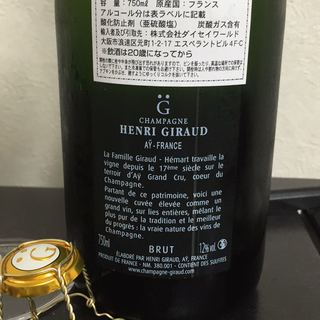 容量:750mℓ 原産国:フランス
アルコール分は表ラベルに記載
酸化防止剤(亜硫酸塩) 炭酸ガス含有
輸入者及び引取先:株式会社ダイセイワールド
大阪市浪速区元町1-2-17 エスペラントビル4F-C
※飲酒は20歳になってから
G
CHAMPAGNE
HENRI GIRAUD
AŸ-FRANCE
La Famille Giraud - Hémart travaille la
vigne depuis le 17ème siècle sur le
terroir d'Aÿ Grand Cru, coeur du
Champagne.
Partant de ce patrimoine, voici une
nouvelle cuvée élevée comme un
grand vin, sur lies entières, mêlant le
plus pur de la tradition et le meilleur
du progrès : la vraie nature des vins de
Champagne.
750ml
BRUT
12%vol.
ÉLABORÉ PAR HENRI GIRAUD, AŸ, FRANCE
PRODUIT DE FRANCE - NM. 380.001 - CONTIENT DES SULFITES
www.champagne-giraud.com
G